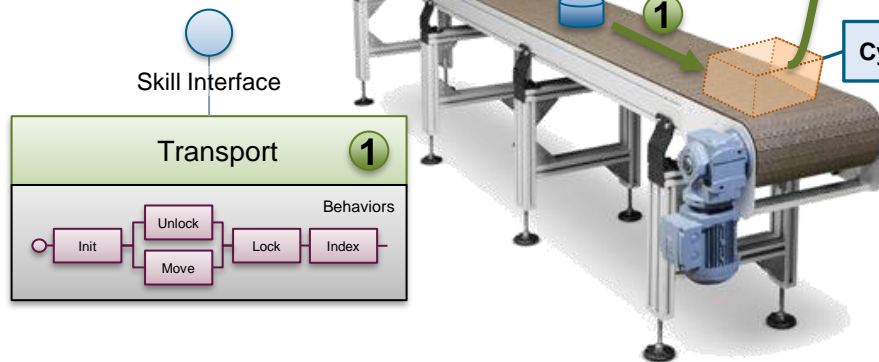 1
Cy
Skill Interface
Transport 1
Behaviors
Unlock
Init
Lock
Index
Move